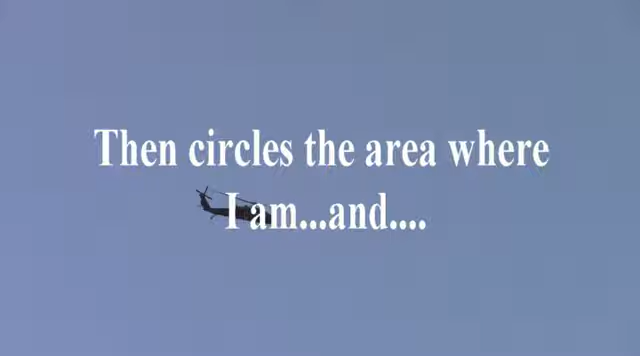 Then circles the area where
I am...and....